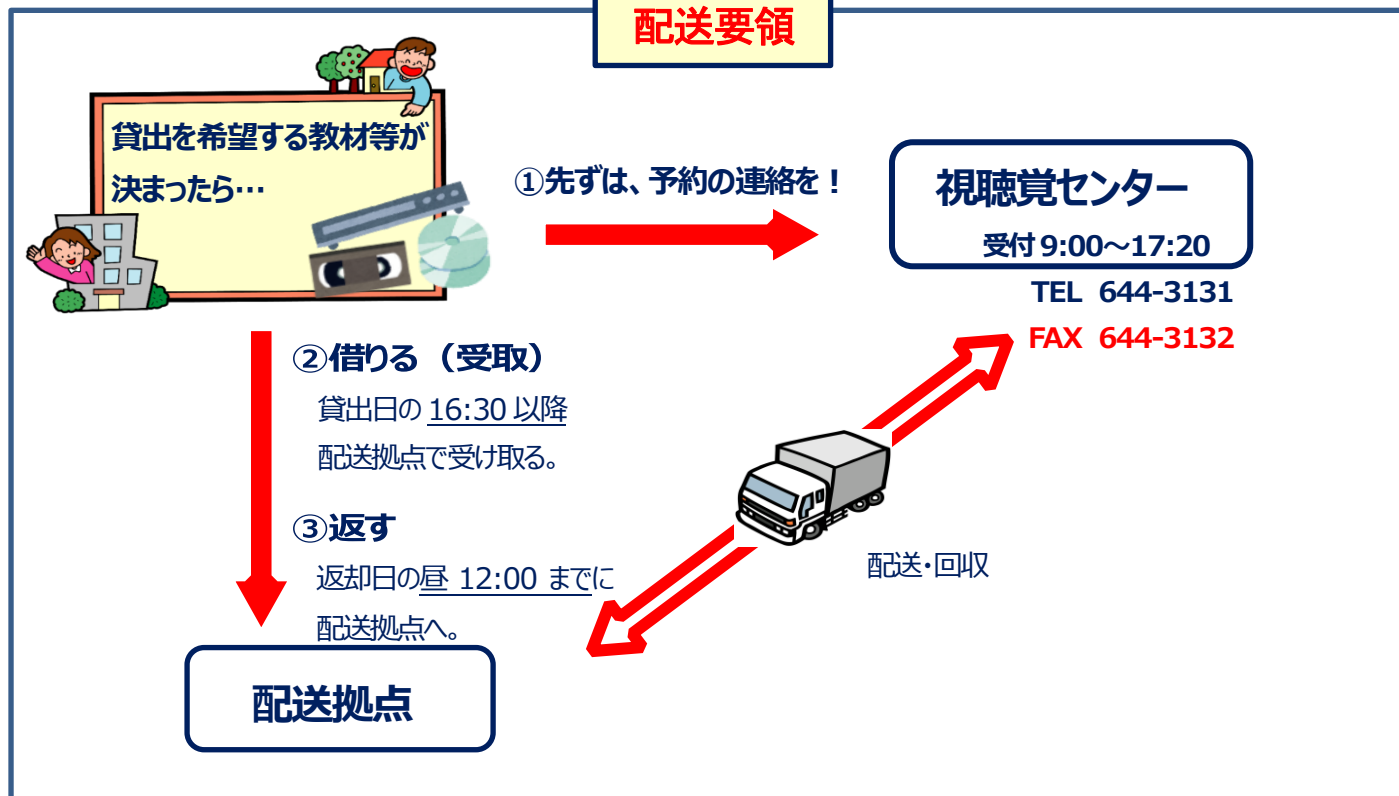 配送要領
貸出を希望する教材等が
決まったら…
①先ずは、予約の連絡を！
視聴覚センター
受付 9:00～17:20
TEL 644-3131
FAX 644-3132
②借りる（受取）
貸出日の 16:30 以降
配送拠点で受け取る。
③返す
返却日の昼 12:00 までに
配送拠点へ。
配送・回収
配送拠点